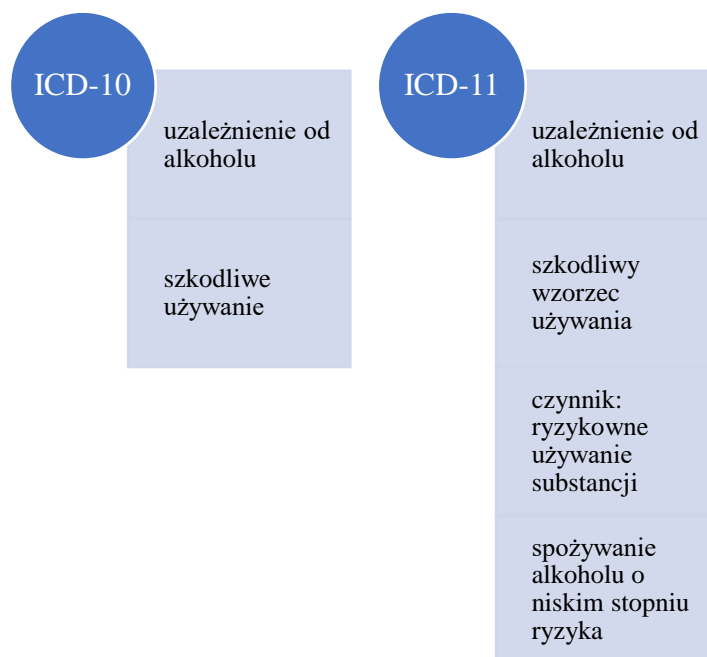 ICD-10
uzależnienie od
alkoholu
szkodliwe
używanie
ICD-11
uzależnienie od
alkoholu
szkodliwy
wzorzec
używania
czynnik:
ryzykowne
używanie
substancji
spożywanie
alkoholu o
niskim stopniu
ryzyka